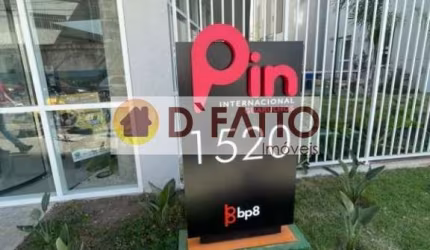 Pin
INTERNACIONAL
D'FATTO
Imóveis
1520
bp8